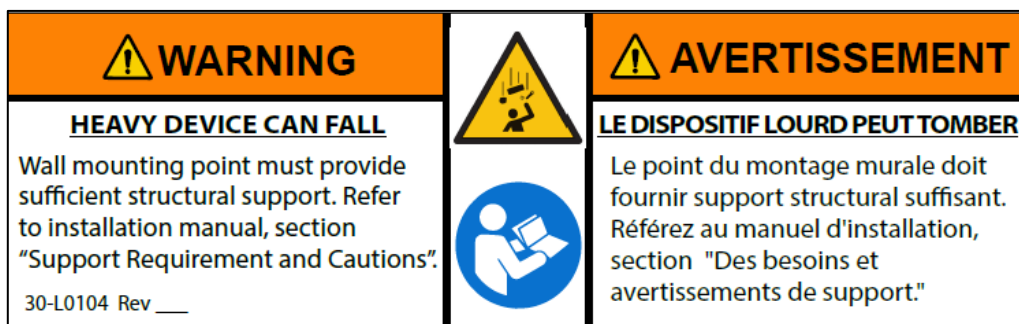 WARNING
HEAVY DEVICE CAN FALL
Wall mounting point must provide
sufficient structural support. Refer
to installation manual, section
“Support Requirement and Cautions”.
30-L0104 Rev ___
AVERTISSEMENT
LE DISPOSITIF LOURD PEUT TOMBER
Le point du montage murale doit
fournir support structural suffisant.
Référez au manuel d'installation,
section "Des besoins et
avertissements de support."